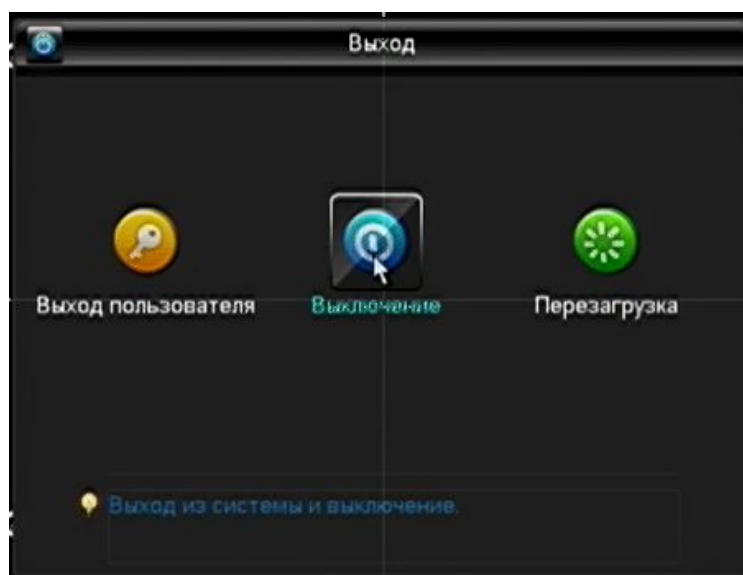 Выход
Выход пользователя
Выключение
Перезагрузка
Выход из системы и выключение.